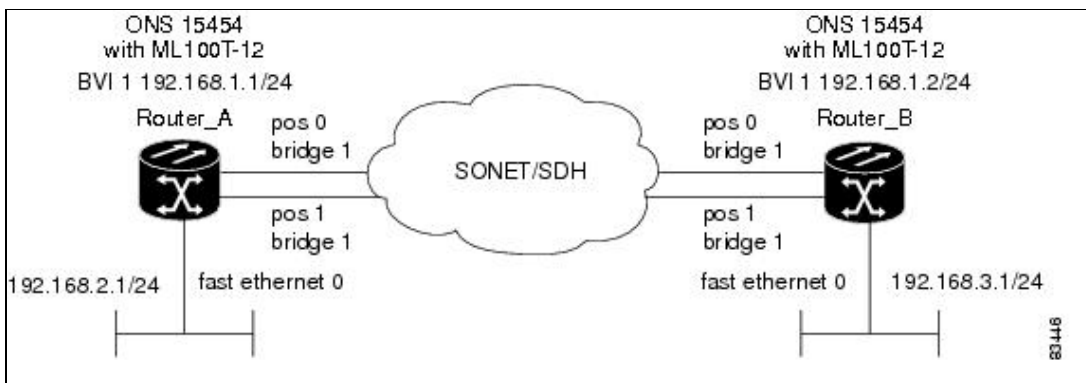 ONS 15454
with ML100T-12
BVI 1 192.168.1.1/24
Router_A
pos 0
bridge 1
pos 1
bridge 1
192.168.2.1/24
fast ethernet 0
SONET/SDH
ONS 15454
with ML100T-12
BVI 1 192.168.1.2/24
Router_B
pos 0
bridge 1
pos 1
bridge 1
fast ethernet 0
192.168.3.1/24
83446